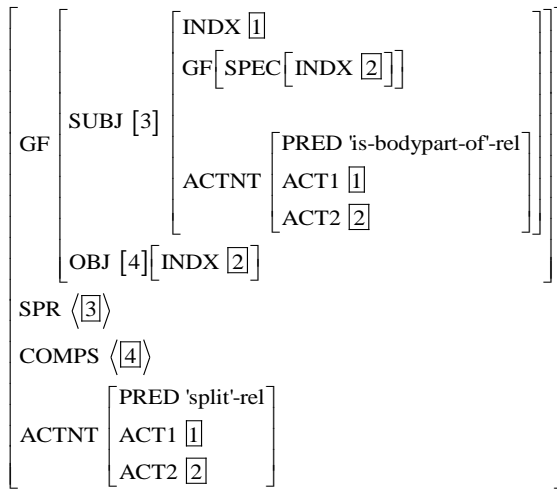 INDX 1
GF[SPEC[INDX 2]]
SUBJ [3]
PRED 'is-bodypart-of'-rel
GF
ACTNT
ACT1 1
ACT2 2
OBJ [4][INDX 2]
SPR ⟨3⟩
COMPS ⟨4⟩
PRED 'split'-rel
ACTNT
ACT1 1
ACT2 2